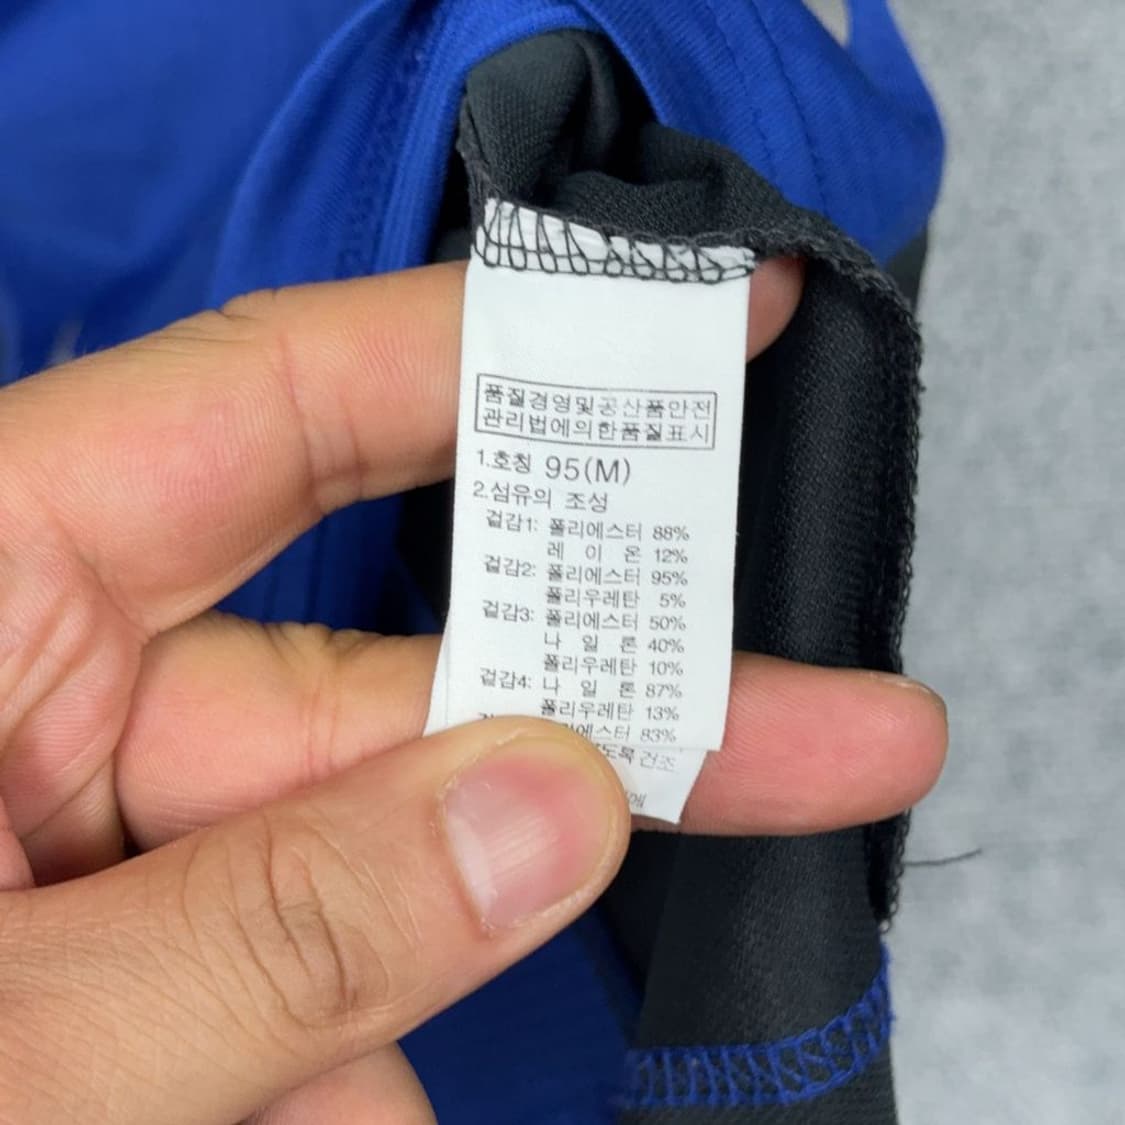 품질경영및공산품안전
관리법에의한품질표시
1.호칭 95(M)
2.섬유의 조성
겉감1: 폴리에스터 88%
레 이 온 12%
겉감2: 폴리에스터 95%
폴리우레탄 5%
겉감3: 폴리에스터 50%
나 일 론 40%
폴리우레탄 10%
겉감4: 나 일 론 87%
폴리우레탄 13%
83%
건조